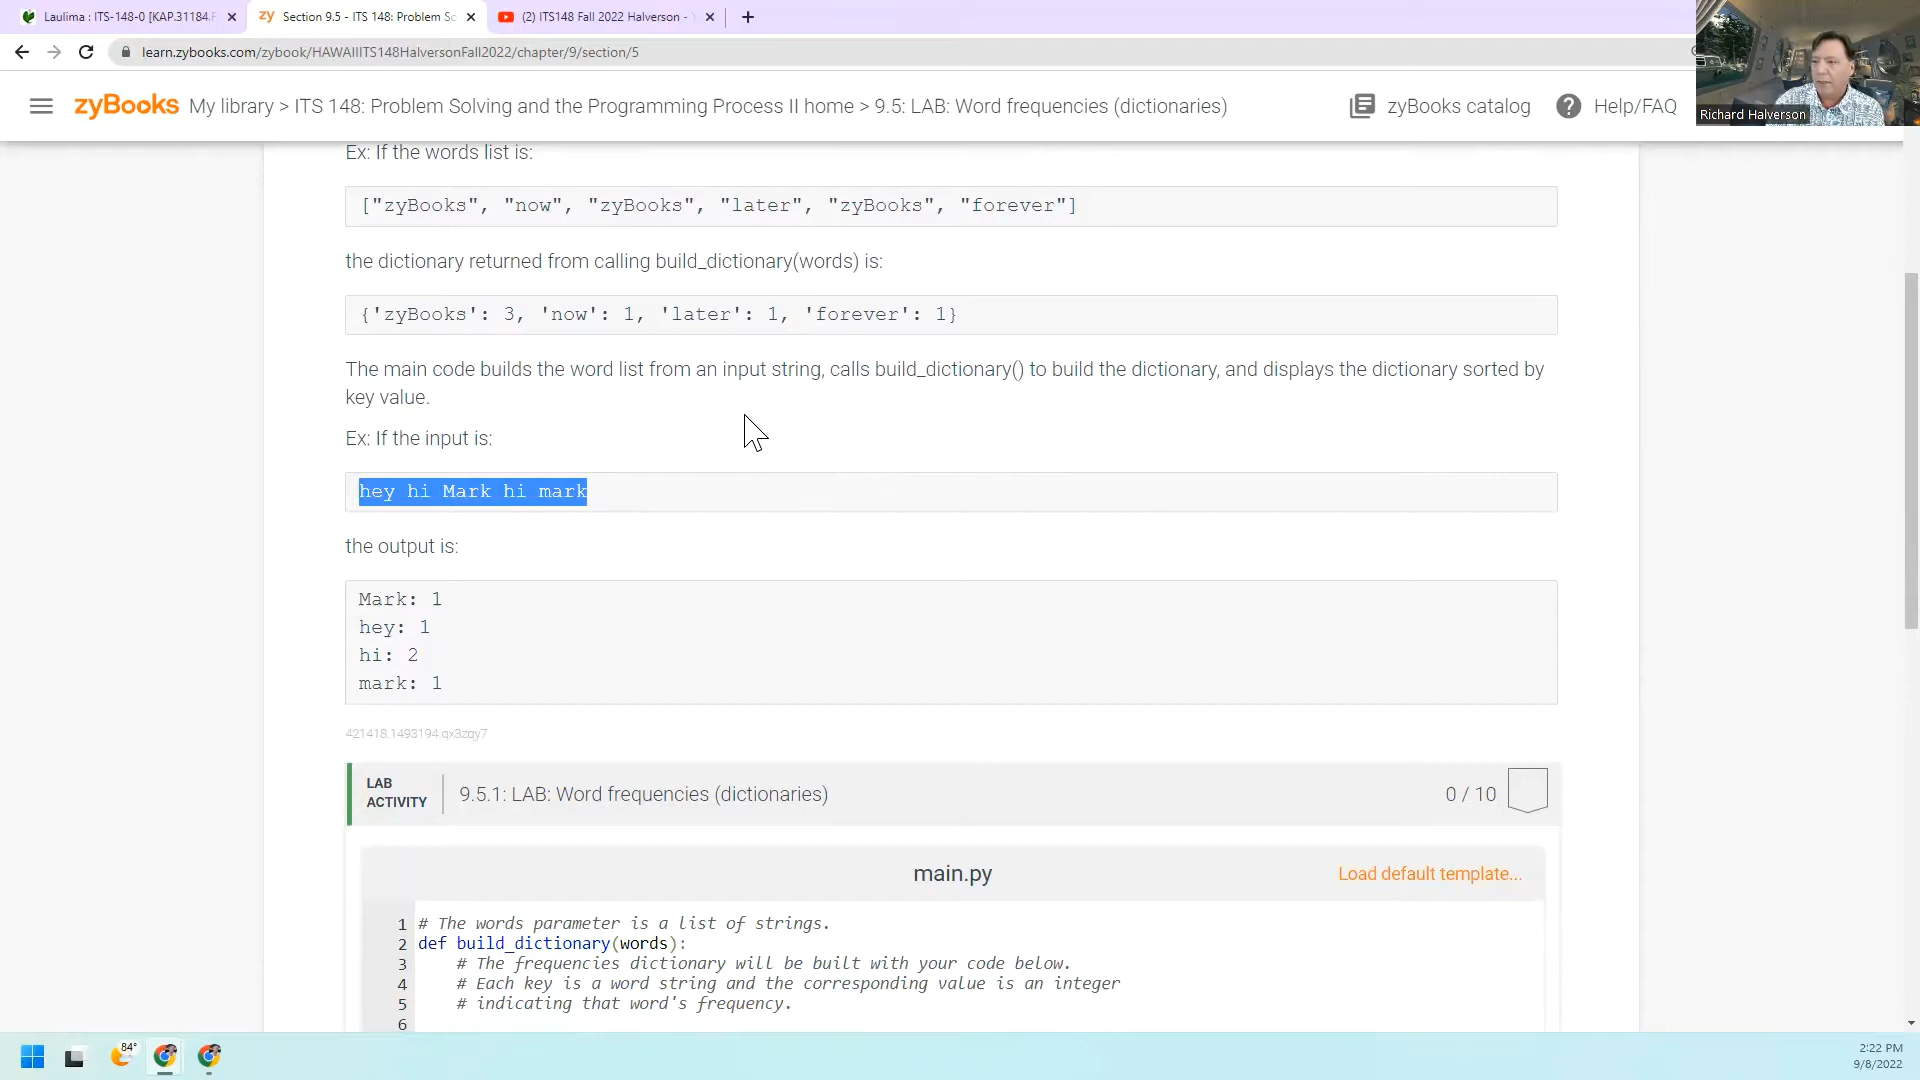 Laulima : ITS-148-0 [KAP.31184.F
zy Section 9.5 - ITS 148: Problem So
(2) ITS148 Fall 2022 Halverson -
learn.zybooks.com/zybook/HAWAIIITS148HalversonFall2022/chapter/9/section/5
zyBooks My library > ITS 148: Problem Solving and the Programming Process II home > 9.5: LAB: Word frequencies (dictionaries)
zyBooks catalog
Help/FAQ
Richard Halverson
Ex: If the words list is:
["zyBooks", "now", "zyBooks", "later", "zyBooks", "forever"]
the dictionary returned from calling build_dictionary(words) is:
{'zyBooks': 3, 'now': 1, 'later': 1, 'forever': 1}
The main code builds the word list from an input string, calls build_dictionary() to build the dictionary, and displays the dictionary sorted by
key value.
Ex: If the input is:
hey hi Mark hi mark
the output is:
Mark: 1
hey: 1
hi: 2
mark: 1
421418.1493194.qx3zqy7
LAB
ACTIVITY
9.5.1: LAB: Word frequencies (dictionaries)
0 / 10
main.py
Load default template...
1 # The words parameter is a list of strings.
2 def build_dictionary(words):
3 # The frequencies dictionary will be built with your code below.
4 # Each key is a word string and the corresponding value is an integer
5 # indicating that word's frequency.
6
84°
2:22 PM
9/8/2022